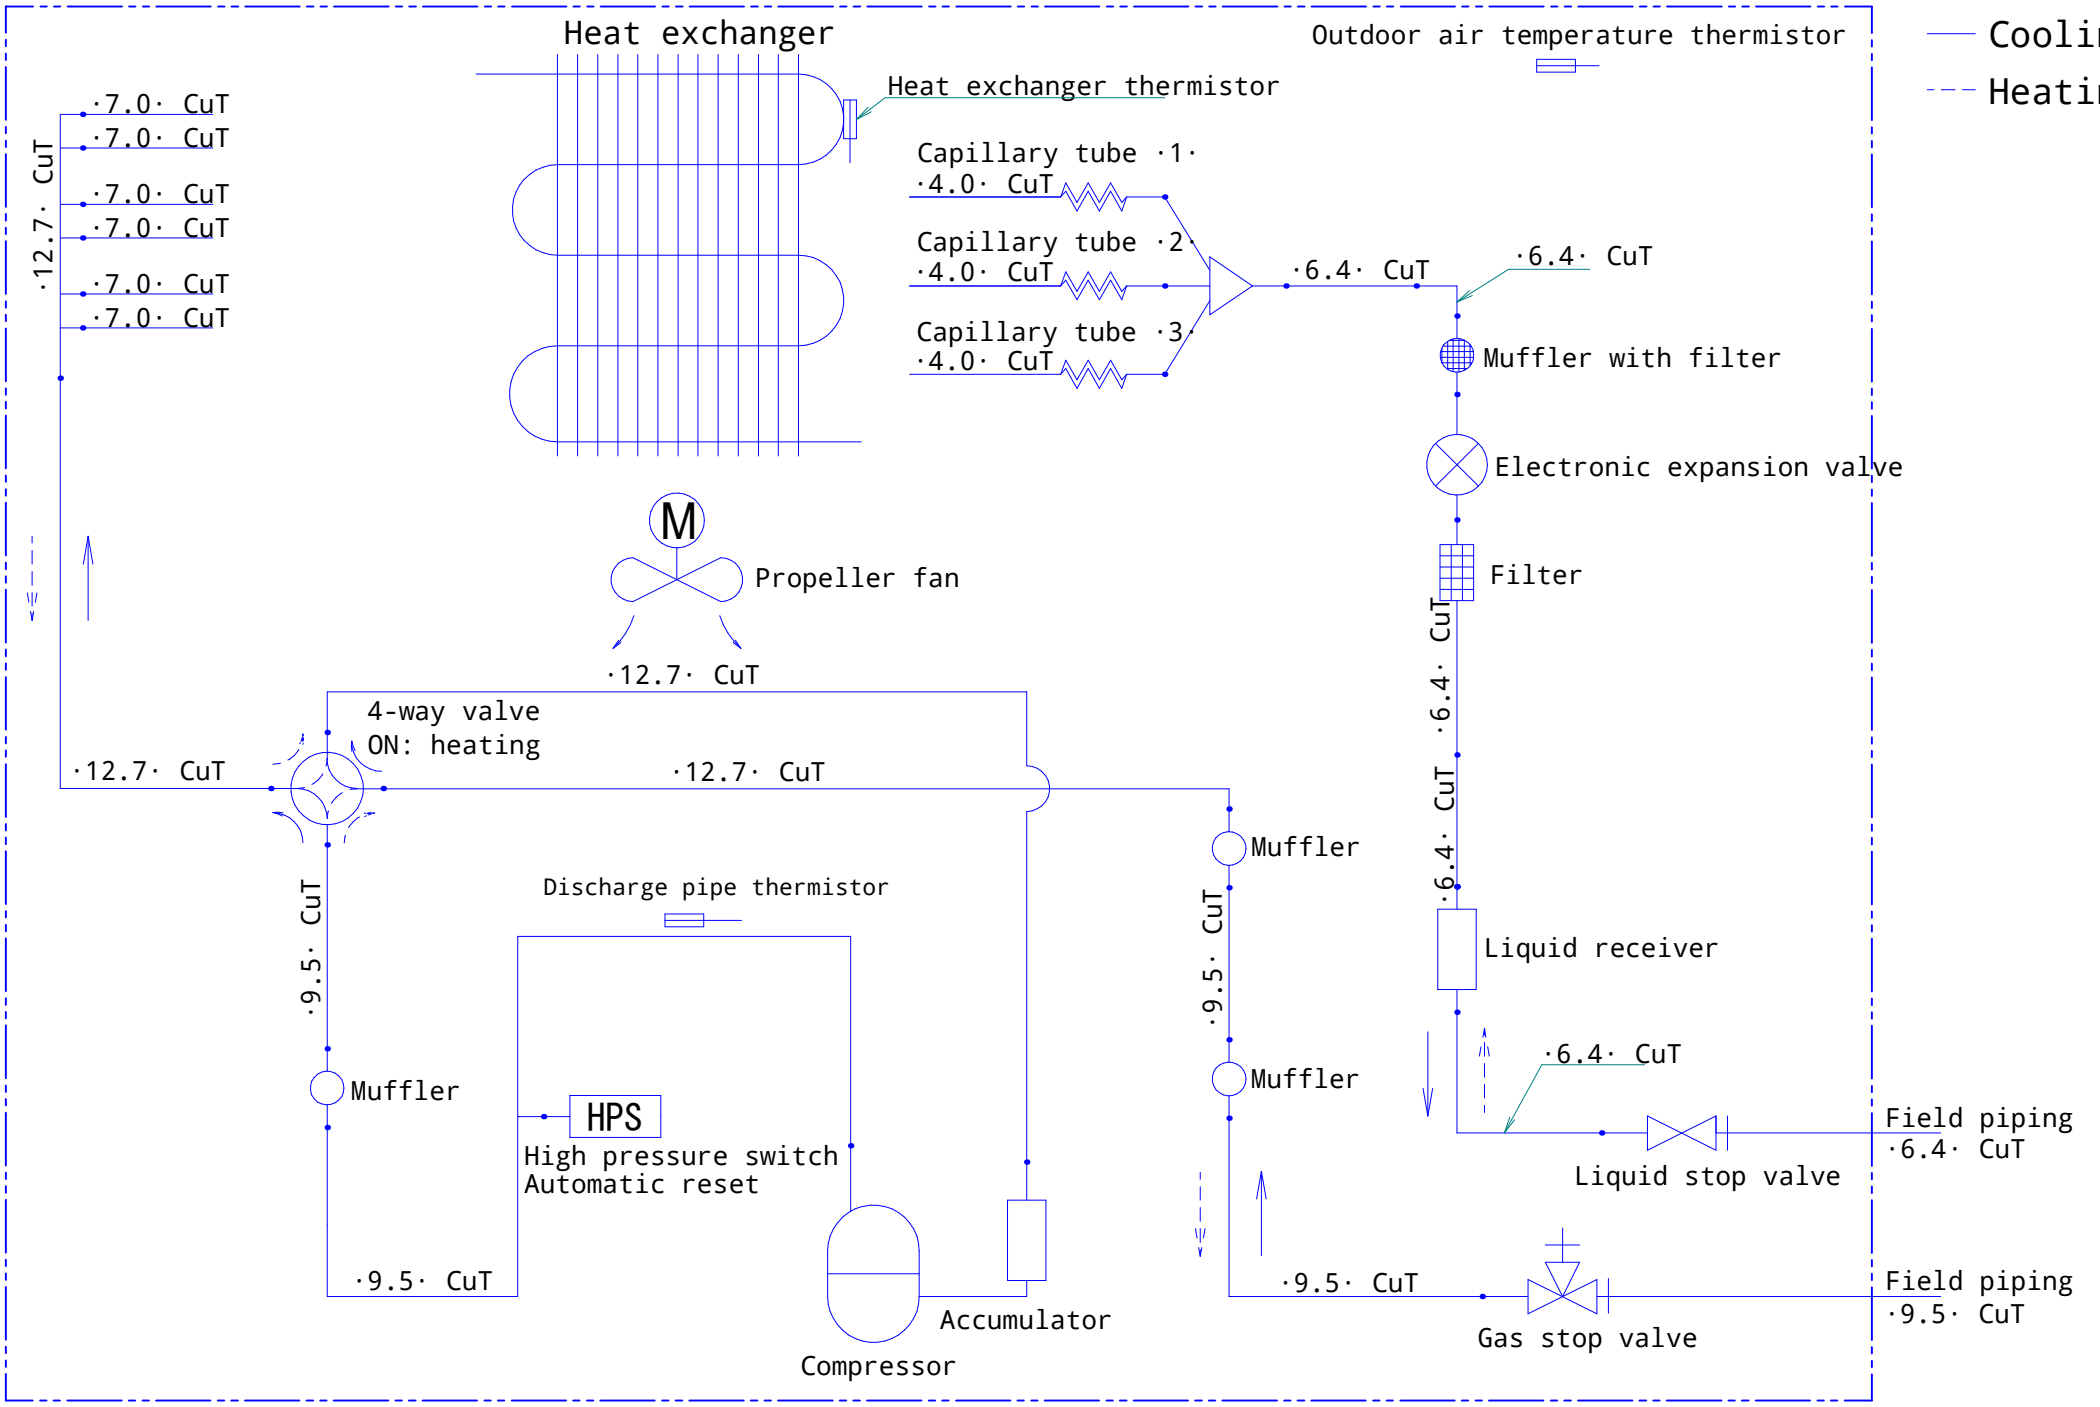 Heat exchanger
Outdoor air temperature thermistor
Coolin
Heatin
Heat exchanger thermistor
·7.0· CuT
·7.0· CuT
·7.0· CuT
·7.0· CuT
·7.0· CuT
·7.0· CuT
·12.7· CuT
Capillary tube ·1·
·4.0· CuT
Capillary tube ·2·
·4.0· CuT
Capillary tube ·3·
·4.0· CuT
·6.4· CuT
·6.4· CuT
Muffler with filter
Electronic expansion valve
Filter
M
Propeller fan
·6.4· CuT
·12.7· CuT
4-way valve
ON: heating
·12.7· CuT
·12.7· CuT
·6.4· CuT
Muffler
Discharge pipe thermistor
·9.5· CuT
·9.5· CuT
Liquid receiver
Muffler
Muffler
·6.4· CuT
HPS
High pressure switch
Automatic reset
Field piping
·6.4· CuT
Liquid stop valve
·9.5· CuT
·9.5· CuT
Field piping
·9.5· CuT
Accumulator
Gas stop valve
Compressor